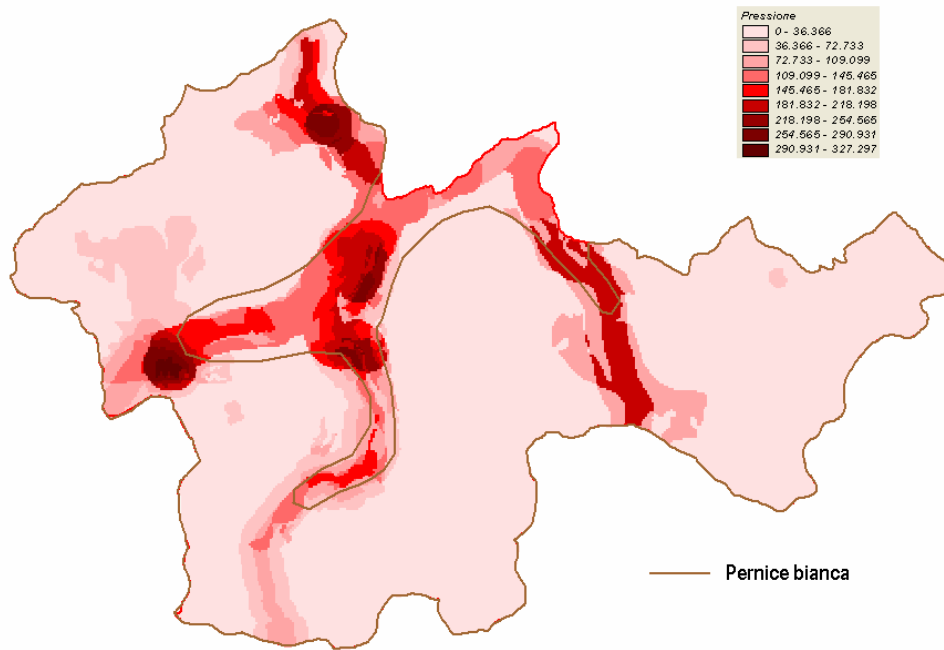 Pressione
0 - 36.366
36.366 - 72.733
72.733 - 109.099
109.099 - 145.465
145.465 - 181.832
181.832 - 218.198
218.198 - 254.565
254.565 - 290.931
290.931 - 327.297
Pernice bianca